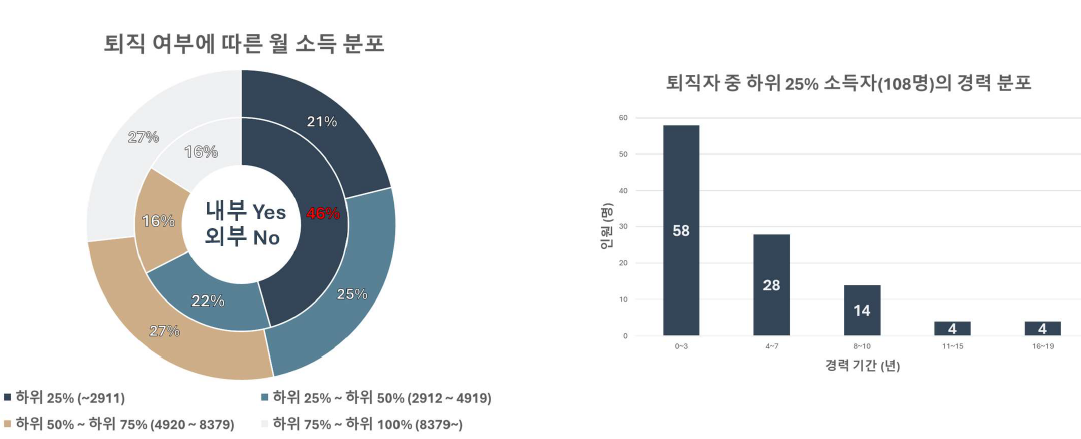 퇴직 여부에 따른 월 소득 분포
21%
27%
16%
46%
16%
내부 Yes
외부 No
22%
25%
27%
하위 25% (~2911)
하위 25% ~ 하위 50% (2912 ~ 4919)
하위 50% ~ 하위 75% (4920 ~ 8379)
하위 75% ~ 하위 100% (8379~)
퇴직자 중 하위 25% 소득자(108명)의 경력 분포
인원 (명)
60
50
40
30
20
10
0
58
28
14
4
4
0~3
4~7
8~10
11~15
16~19
경력 기간 (년)